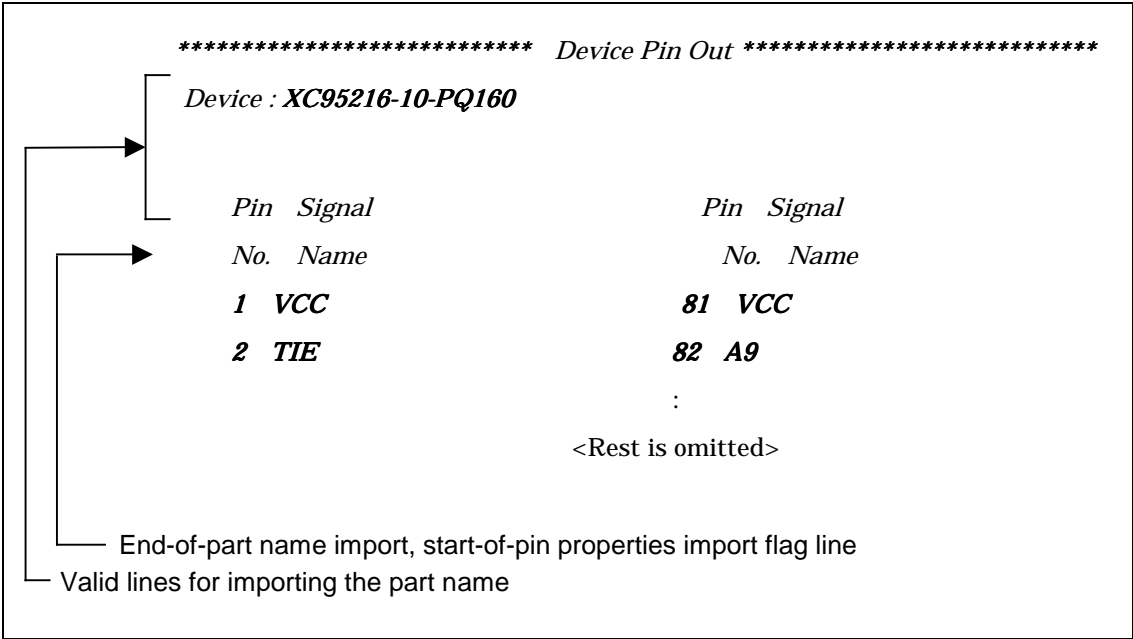 **************************** Device Pin Out ****************************
Device : XC95216-10-PQ160
Pin Signal Pin Signal
No. Name No. Name
1 VCC 81 VCC
2 TIE 82 A9
:
<Rest is omitted>
End-of-part name import, start-of-pin properties import flag line
Valid lines for importing the part name